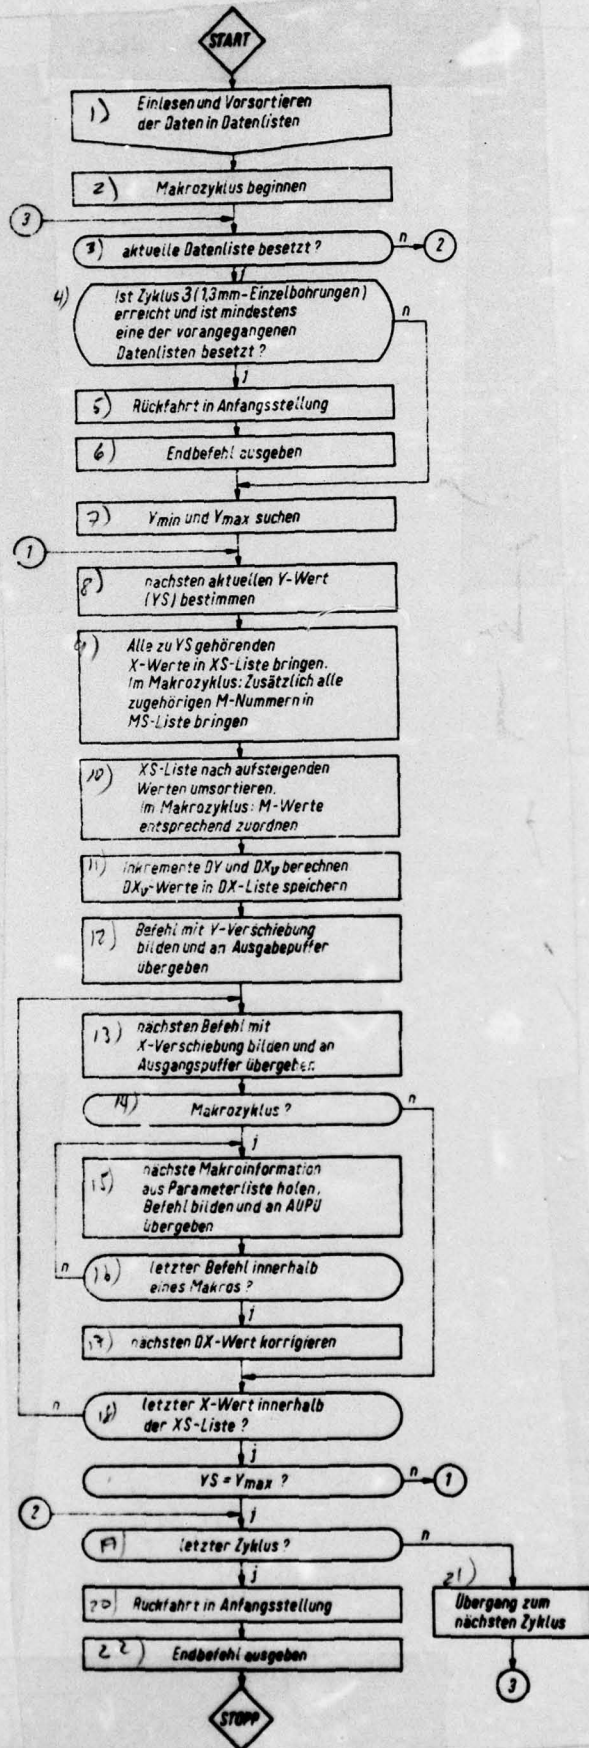 START
1) Einlesen und Vorsortieren
der Daten in Datenlisten
2) Makrozyklus beginnen
3
3) aktuelle Datenliste besetzt ?
n
2
j
4) Ist Zyklus 3 (1,3mm-Einzelbohrungen)
erreicht und ist mindestens
eine der vorangegangenen
Datenlisten besetzt ?
n
j
5) Rückfahrt in Anfangsstellung
6) Endbefehl ausgeben
7) Ymin und Ymax suchen
1
8) nächsten aktuellen Y-Wert
(YS) bestimmen
9) Alle zu YS gehörenden
X-Werte in XS-Liste bringen.
Im Makrozyklus: Zusätzlich alle
zugehörigen M-Nummern in
MS-Liste bringen
10) XS-Liste nach aufsteigenden
Werten umsortieren.
Im Makrozyklus: M-Werte
entsprechend zuordnen
11) Inkremente DY und DXν berechnen
DXν-Werte in DX-Liste speichern
12) Befehl mit Y-Verschiebung
bilden und an Ausgabepuffer
übergeben
13) nächsten Befehl mit
X-Verschiebung bilden und an
Ausgangspuffer übergeben
14) Makrozyklus ?
n
j
15) nächste Makroinformation
aus Parameterliste holen,
Befehl bilden und an AUPU
übergeben
n
16) letzter Befehl innerhalb
eines Makros ?
j
17) nächsten DX-Wert korrigieren
n
18) letzter X-Wert innerhalb
der XS-Liste ?
j
YS = Ymax ?
n
1
2
j
19) letzter Zyklus ?
n
j
21)
20) Rückfahrt in Anfangsstellung
Übergang zum
nächsten Zyklus
22) Endbefehl ausgeben
3
STOPP